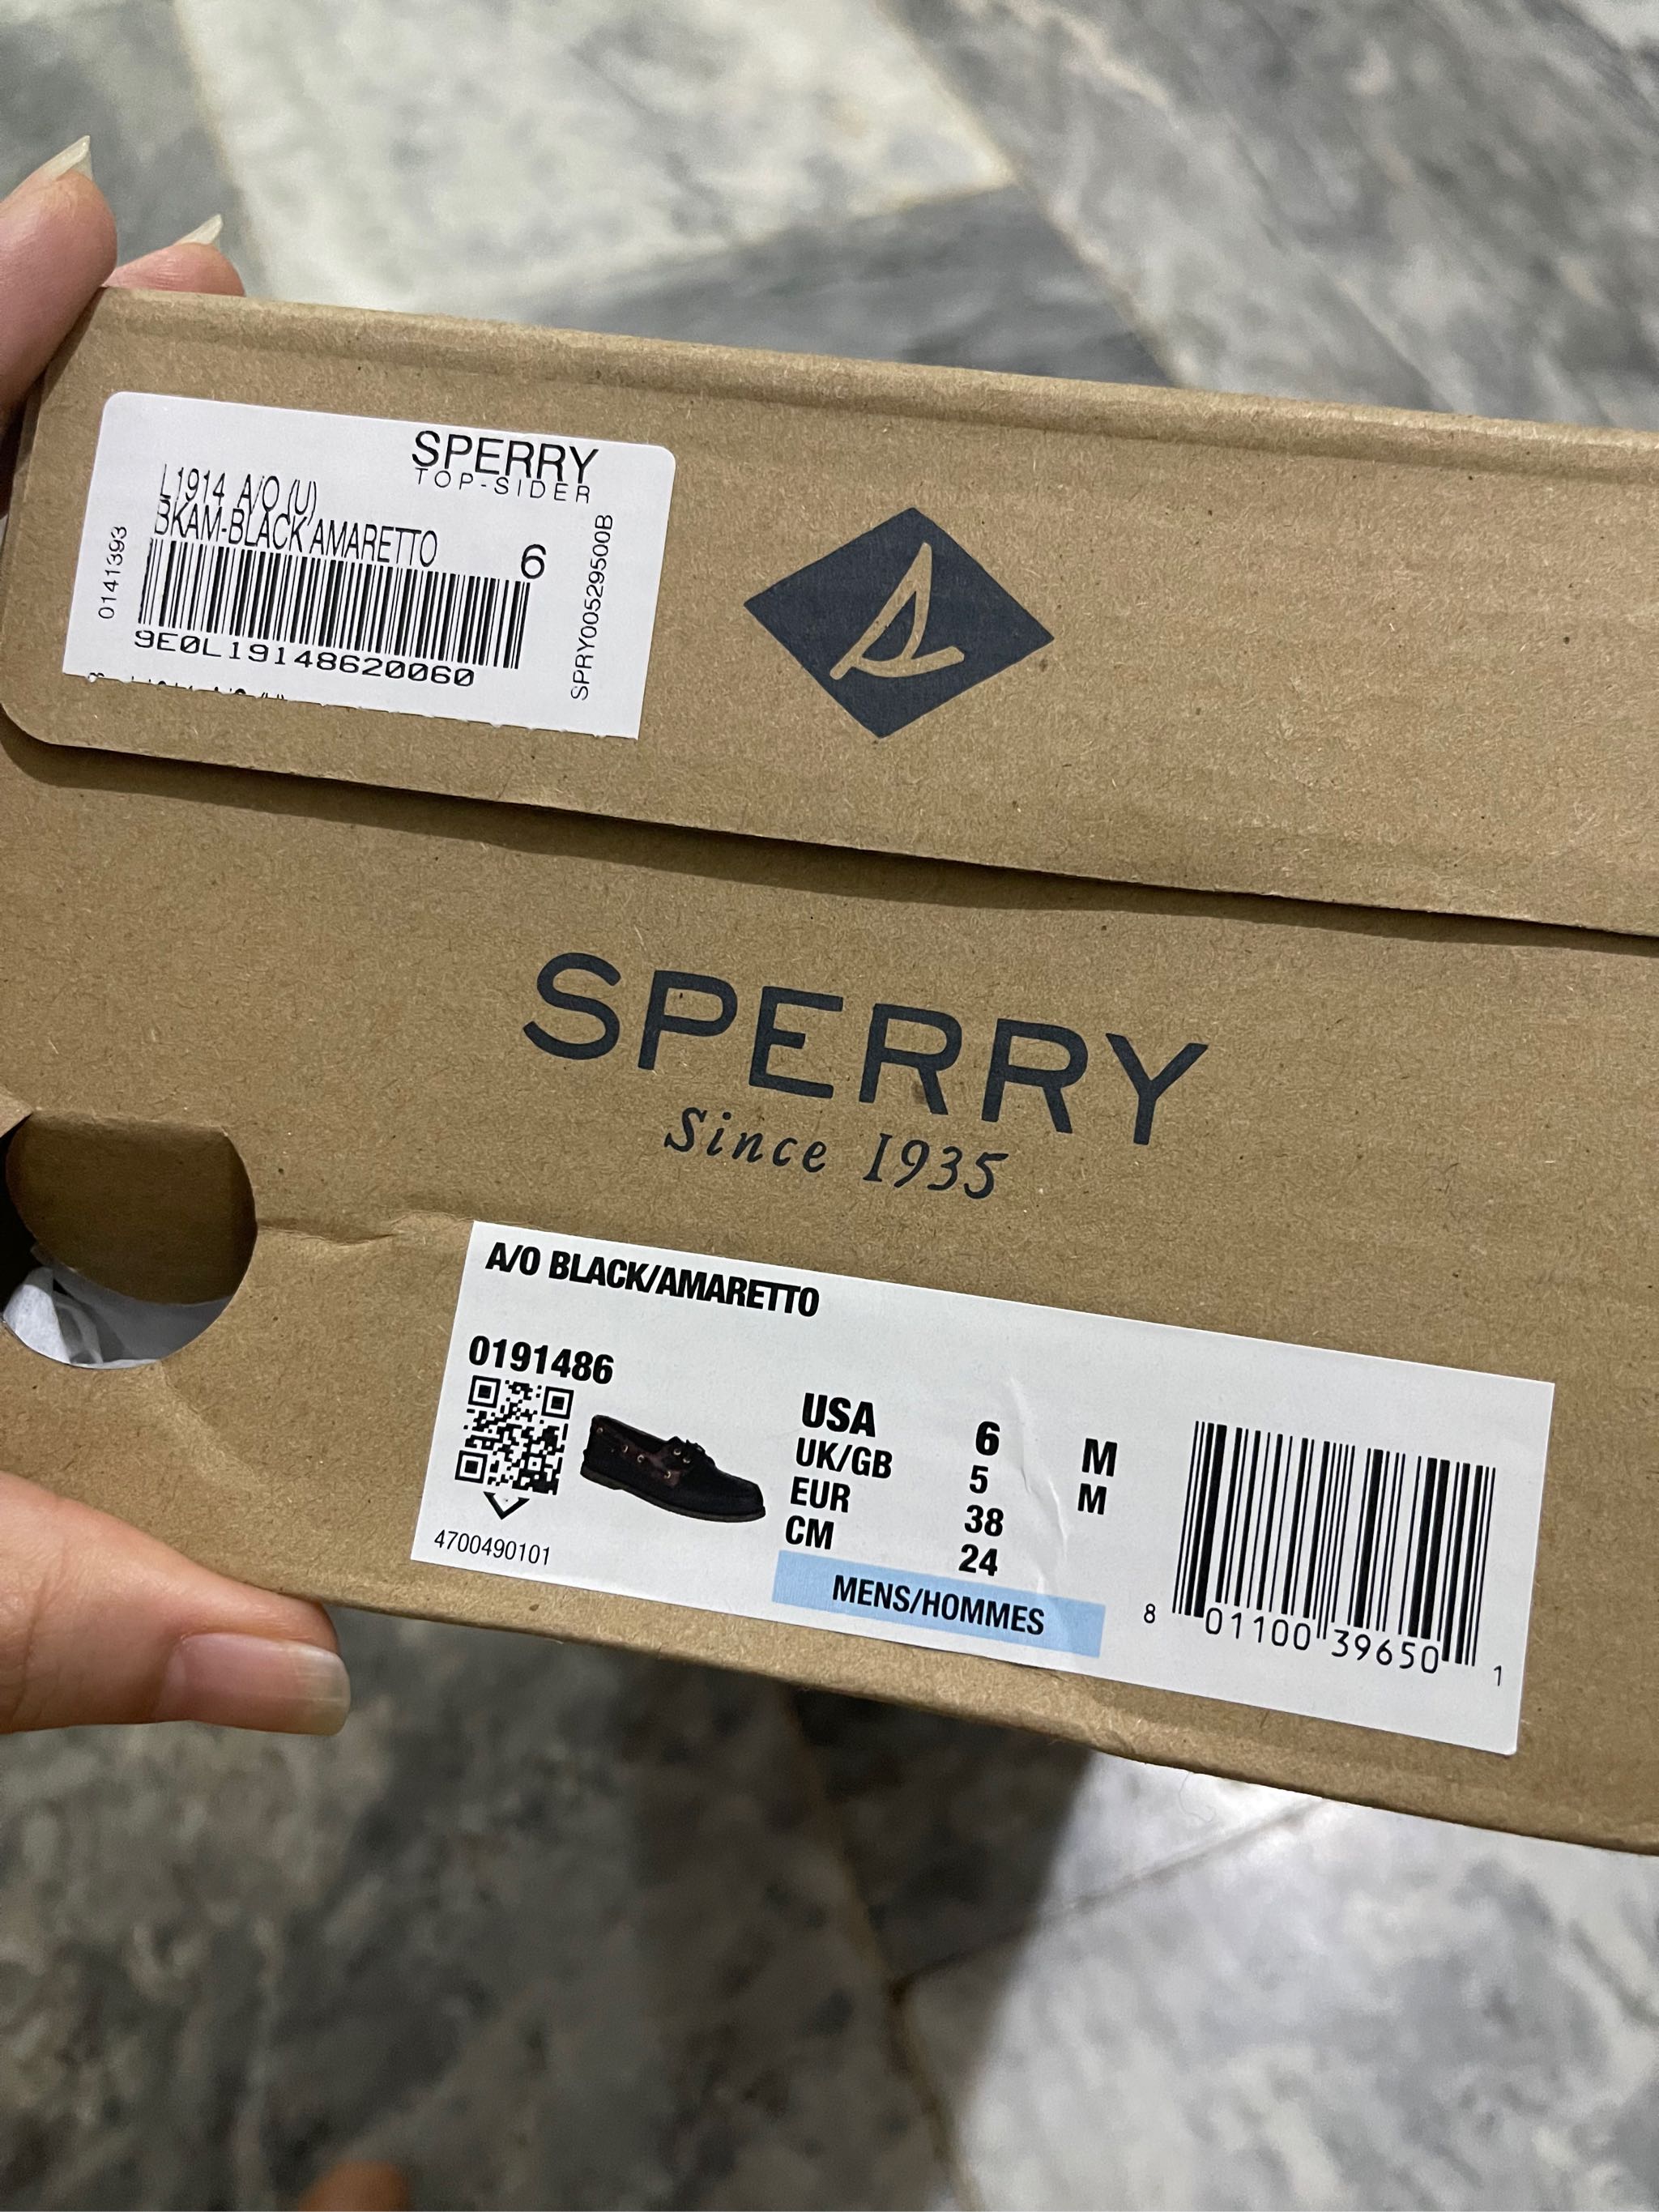 SPERRY
TOP-SIDER
L1914 A/O (U)
BKAM-BLACK AMARETTO
6
0141393
SPRY005295500B
9E0L19148620060
SPERRY
Since 1935
A/O BLACK/AMARETTO
0191486
USA 6 M
UK/GB 5 M
EUR 38
CM 24
MENS/HOMMES
4700490101
8 01100 39650 1